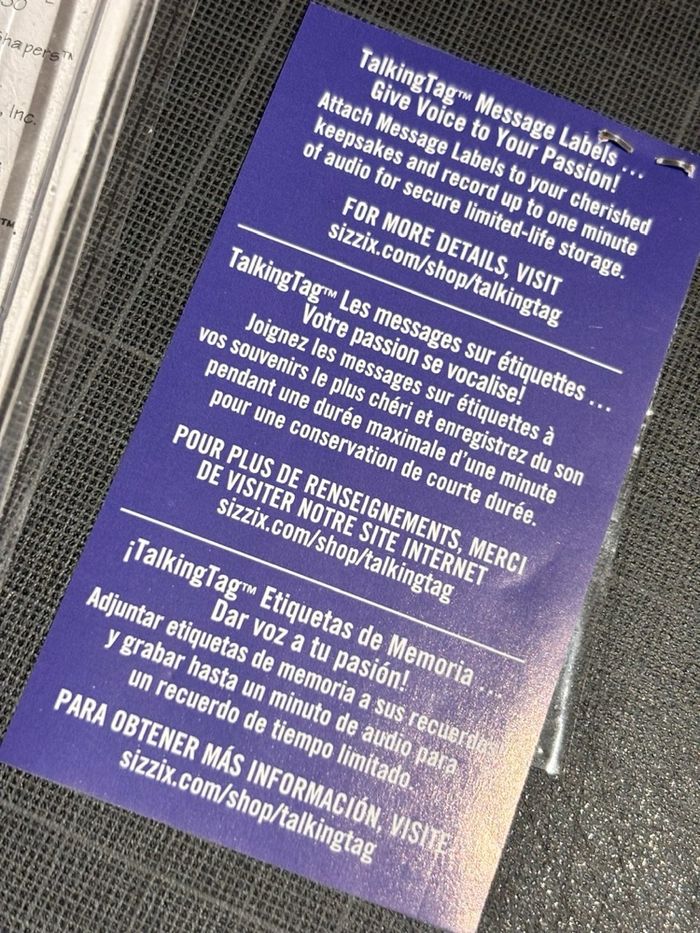 30
hapers™
, Inc.
TalkingTag™ Message Labels ...
Give Voice to Your Passion!
Attach Message Labels to your cherished
keepsakes and record up to one minute
of audio for secure limited-life storage.
FOR MORE DETAILS, VISIT
sizzix.com/shop/talkingtag
TalkingTag™ Les messages sur étiquettes ...
Votre passion se vocalise!
Joignez les messages sur étiquettes à
vos souvenirs le plus chéri et enregistrez du son
pendant une durée maximale d'une minute
pour une conservation de courte durée.
POUR PLUS DE RENSEIGNEMENTS, MERCI
DE VISITER NOTRE SITE INTERNET
sizzix.com/shop/talkingtag
¡TalkingTag™ Etiquetas de Memoria ...
Dar voz a tu pasión!
Adjuntar etiquetas de memoria a sus recuerdos
y grabar hasta un minuto de audio para
un recuerdo de tiempo limitado.
PARA OBTENER MÁS INFORMACIÓN, VISITE
sizzix.com/shop/talkingtag